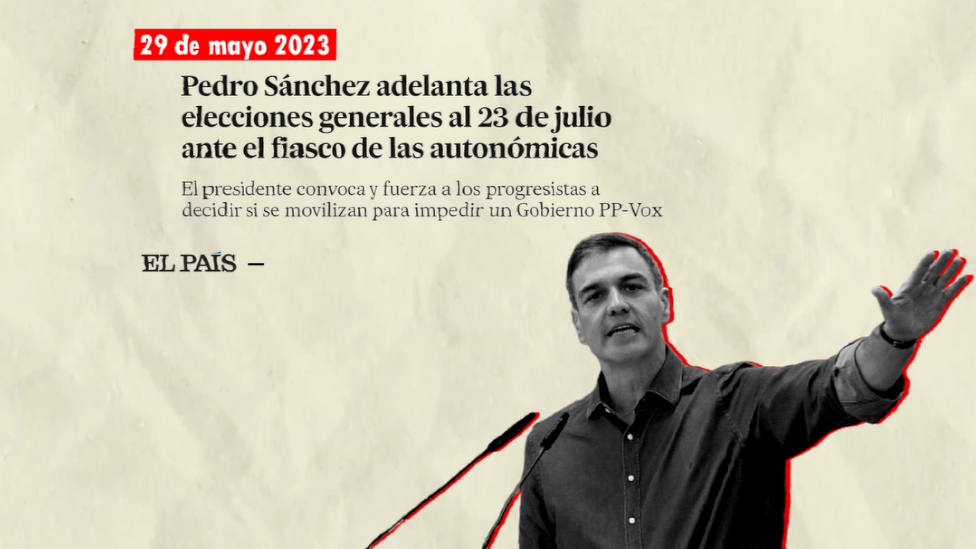 29 de mayo 2023
Pedro Sánchez adelanta las
elecciones generales al 23 de julio
ante el fiasco de las autonómicas
El presidente convoca y fuerza a los progresistas a
decidir si se movilizan para impedir un Gobierno PP-Vox
EL PAÍS —